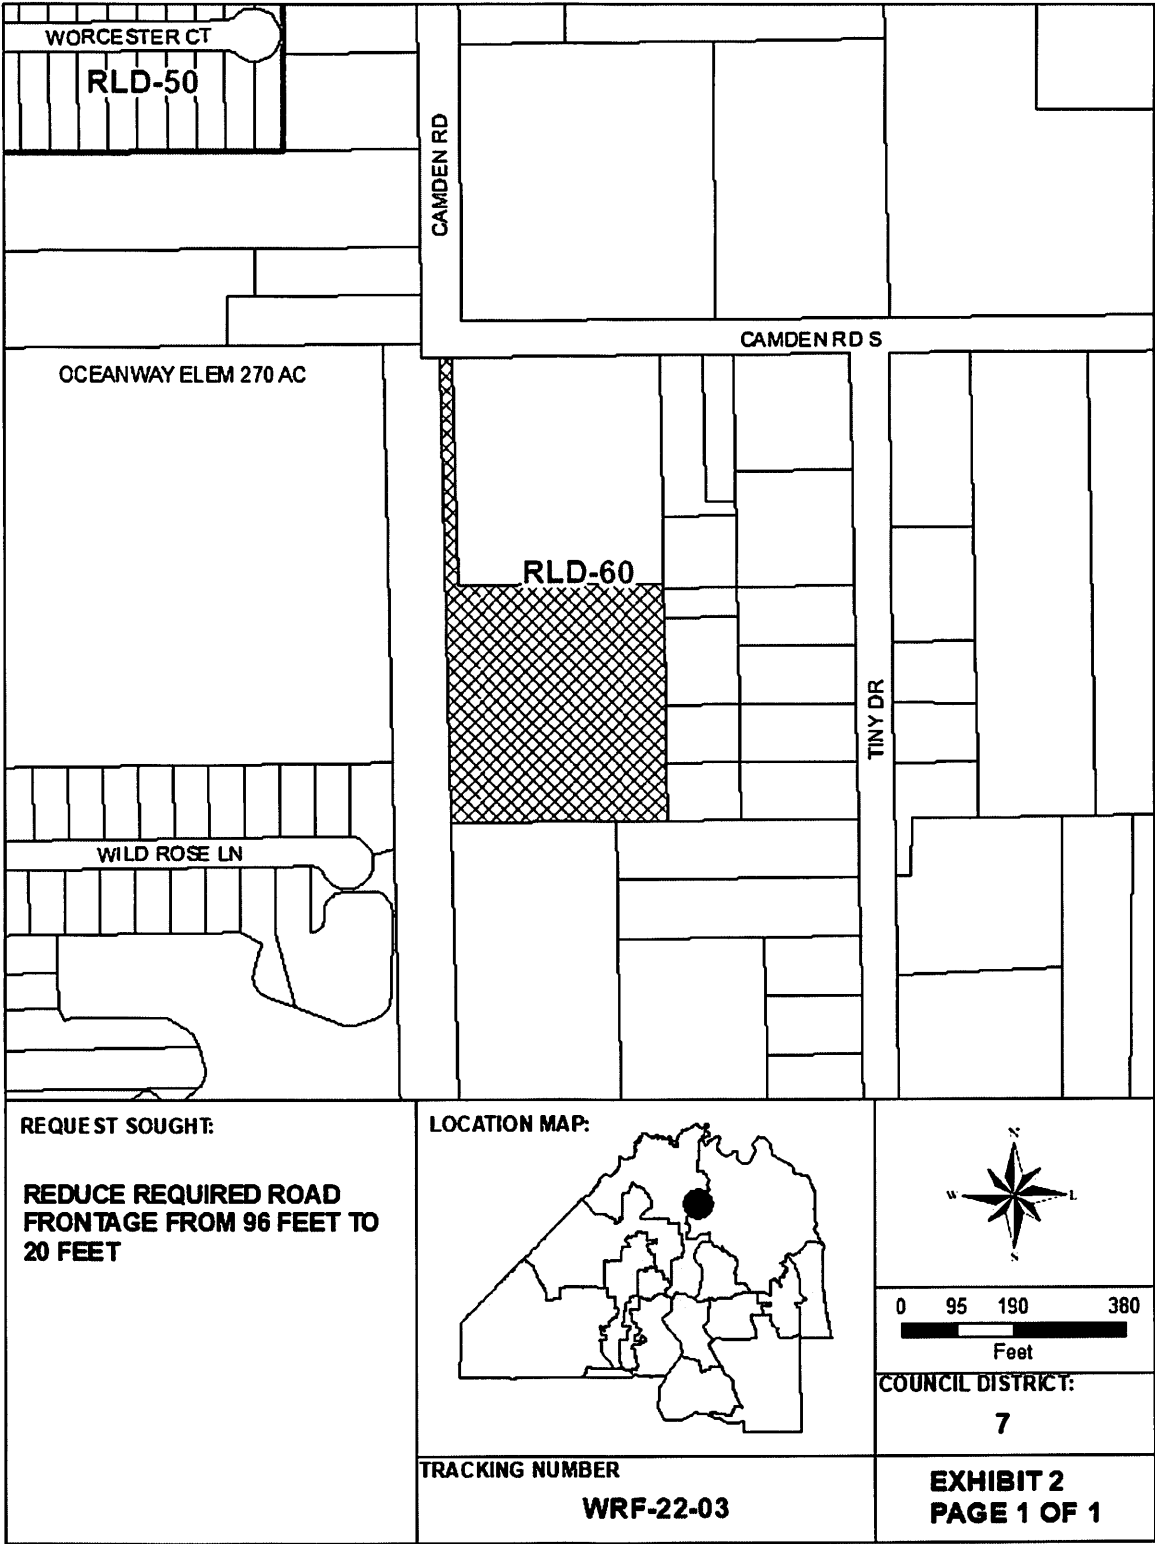 WORCESTER CT
RLD-50
CAMDEN RD
CAMDEN RD S
OCEANWAY ELEM 270 AC
RLD-60
TINY DR
WILD ROSE LN
REQUEST SOUGHT:
REDUCE REQUIRED ROAD
FRONTAGE FROM 96 FEET TO
20 FEET
LOCATION MAP:
N
W
S
0 95 190 380
Feet
COUNCIL DISTRICT:
7
TRACKING NUMBER
WRF-22-03
EXHIBIT 2
PAGE 1 OF 1